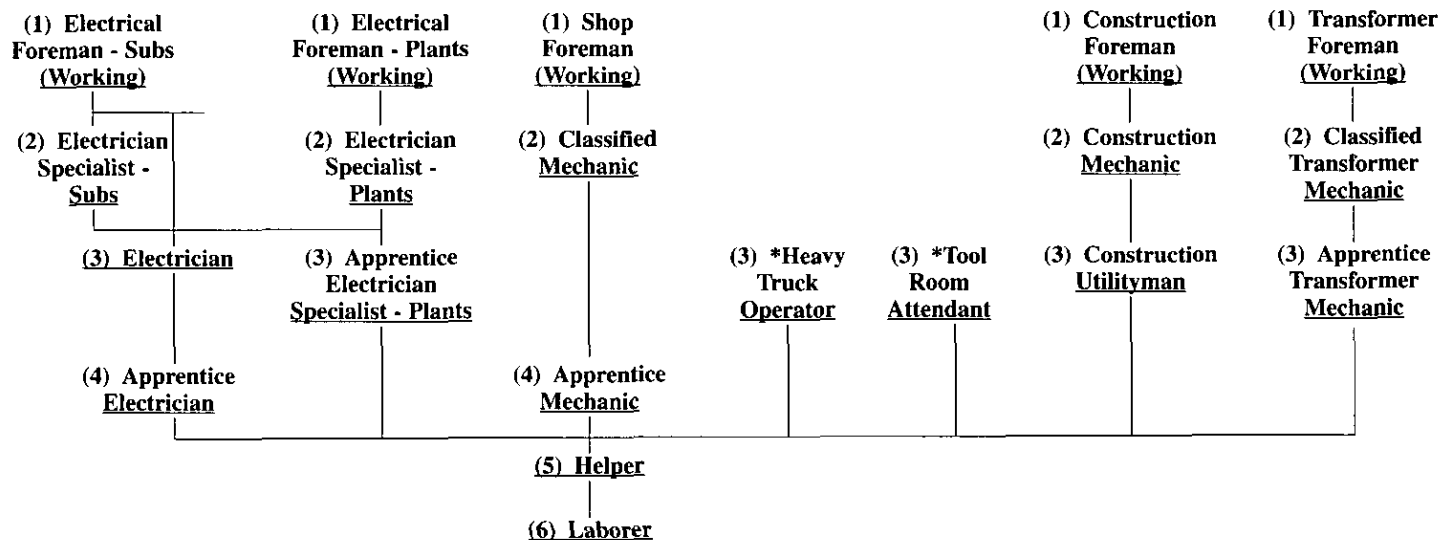 (1) Electrical
Foreman - Subs
(Working)
(1) Electrical
Foreman - Plants
(Working)
(1) Shop
Foreman
(Working)
(1) Construction
Foreman
(Working)
(1) Transformer
Foreman
(Working)
(2) Electrician
Specialist -
Subs
(2) Electrician
Specialist -
Plants
(2) Classified
Mechanic
(2) Construction
Mechanic
(2) Classified
Transformer
Mechanic
(3) Electrician
(3) Apprentice
Electrician
Specialist - Plants
(3) *Heavy
Truck
Operator
(3) *Tool
Room
Attendant
(3) Construction
Utilityman
(3) Apprentice
Transformer
Mechanic
(4) Apprentice
Electrician
(4) Apprentice
Mechanic
(5) Helper
(6) Laborer